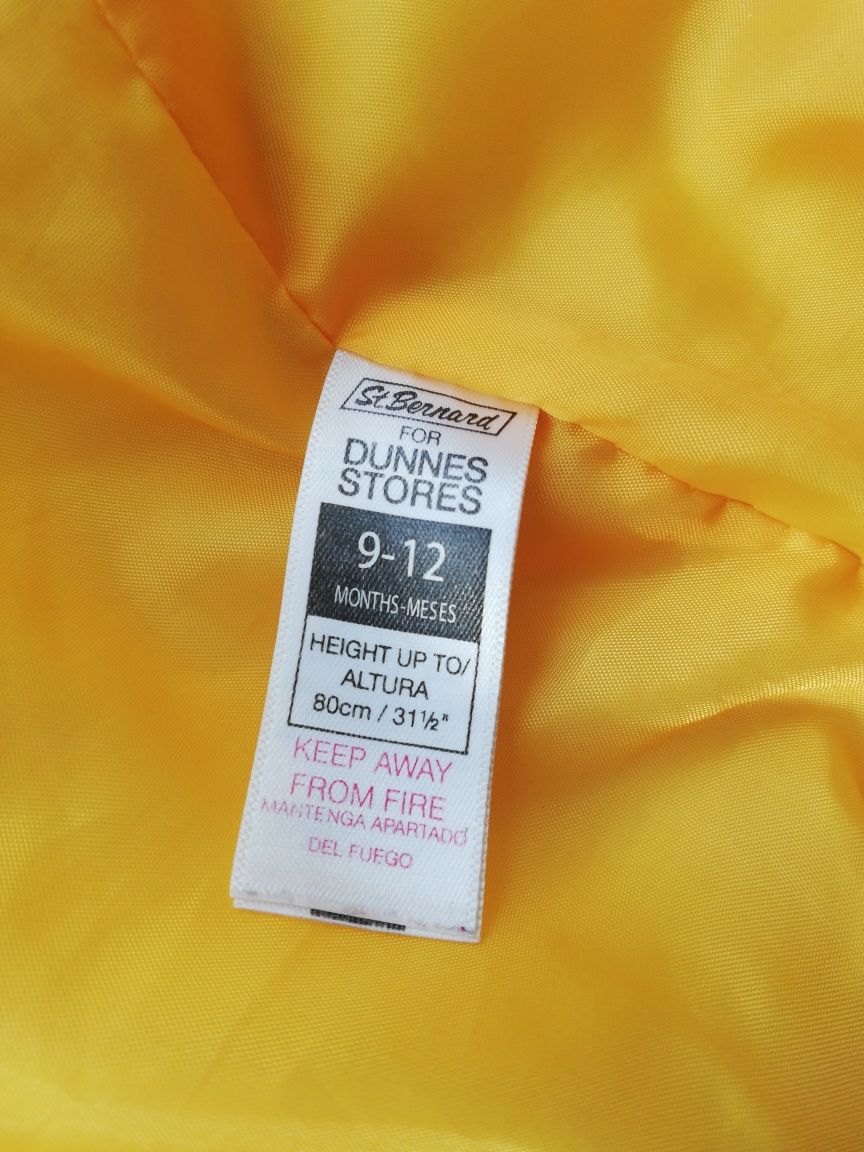 St Bernard
FOR
DUNNES
STORES
9-12
MONTHS-MESES
HEIGHT UP TO/
ALTURA
80cm / 31½"
KEEP AWAY
FROM FIRE
MANTENGA APARTADO
DEL FUEGO